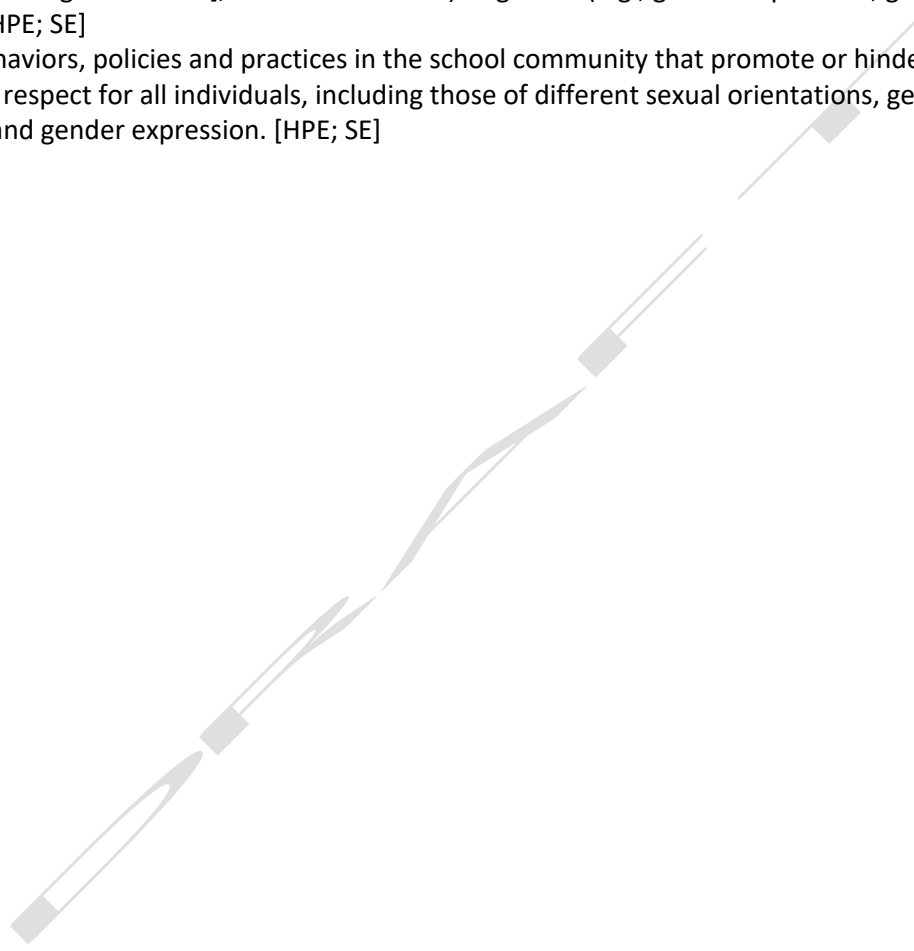 HPE; SE]
haviors, policies and practices in the school community that promote or hinde
respect for all individuals, including those of different sexual orientations, ge
and gender expression. [HPE; SE]